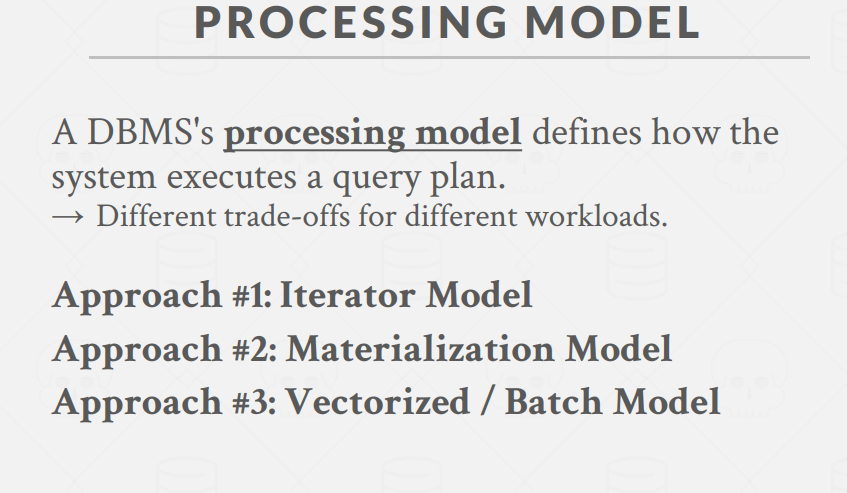 PROCESSING MODEL
A DBMS's processing model defines how the
system executes a query plan.
→ Different trade-offs for different workloads.
Approach #1: Iterator Model
Approach #2: Materialization Model
Approach #3: Vectorized / Batch Model